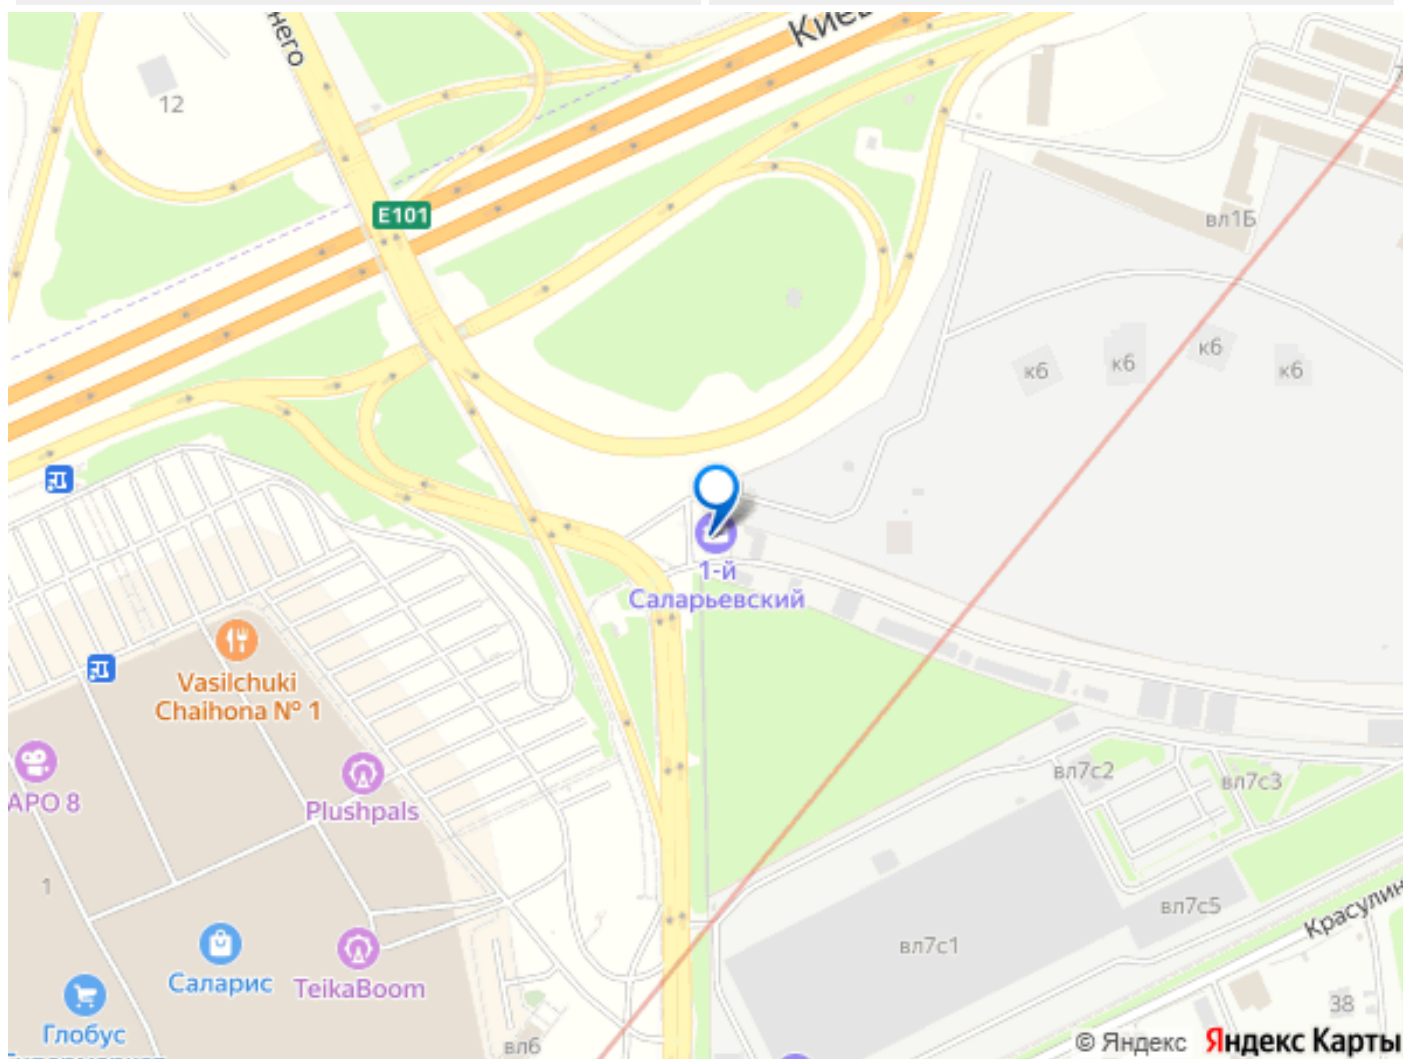 него
Киев
12
E101
вл1Б
7
к6
к6
к6
к6
1-й
Саларьевский
Vasilchuki
Chaihona № 1
АРО 8
Plushpals
вл7с2
вл7с3
1
вл7с5
Красулин
вл7с1
Саларис
TeikaBoom
38
Глобус
вл6
© Яндекс Яндекс Карты